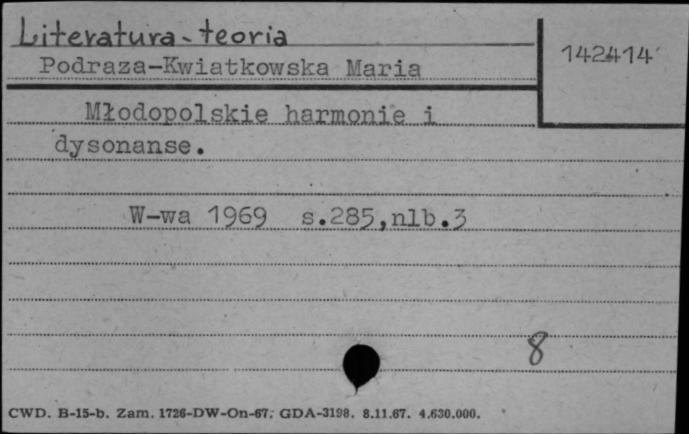 Literatura - teoria
142414
Podraza-Kwiatkowska Maria
Młodopolskie harmonie i
dysonanse.
W-wa 1969 s.285,nlb.3
8
CWD. B-15-b. Zam. 1726-DW-On-67. GDA-3198. 8.11.67. 4.630.000.